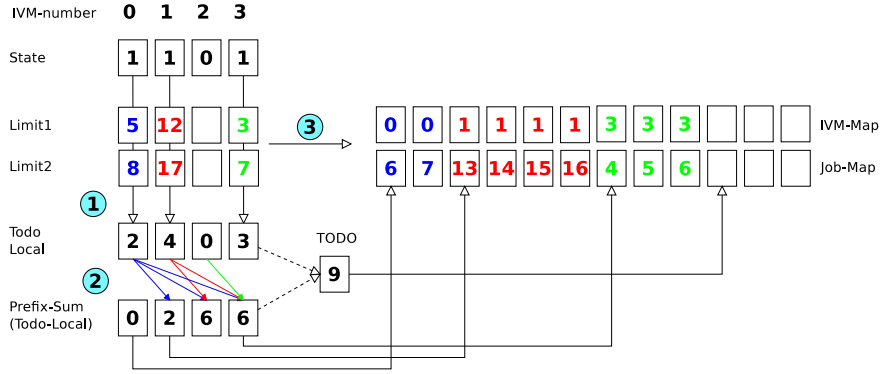 IVM-number 0 1 2 3
State 1 1 0 1
Limit1 5 12 3 3 0 0 1 1 1 1 3 3 3 IVM-Map
Limit2 8 17 7 6 7 13 14 15 16 4 5 6 Job-Map
1
Todo
Local 2 4 0 3
TODO
9
2
Prefix-Sum
(Todo-Local) 0 2 6 6